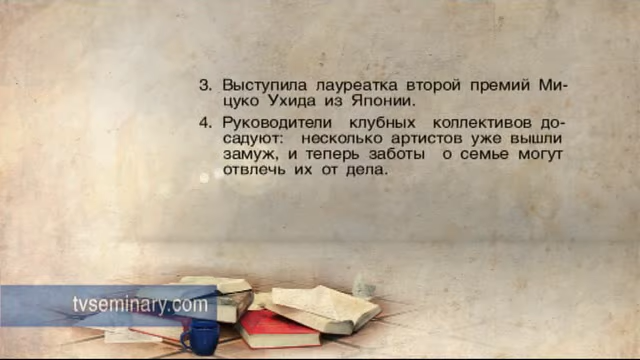 3. Выступила лауреатка второй премий Ми-
цуко Ухида из Японии.
4. Руководители клубных коллективов до-
садуют: несколько артистов уже вышли
замуж, и теперь заботы о семье могут
отвлечь их от дела.
tvseminary.com